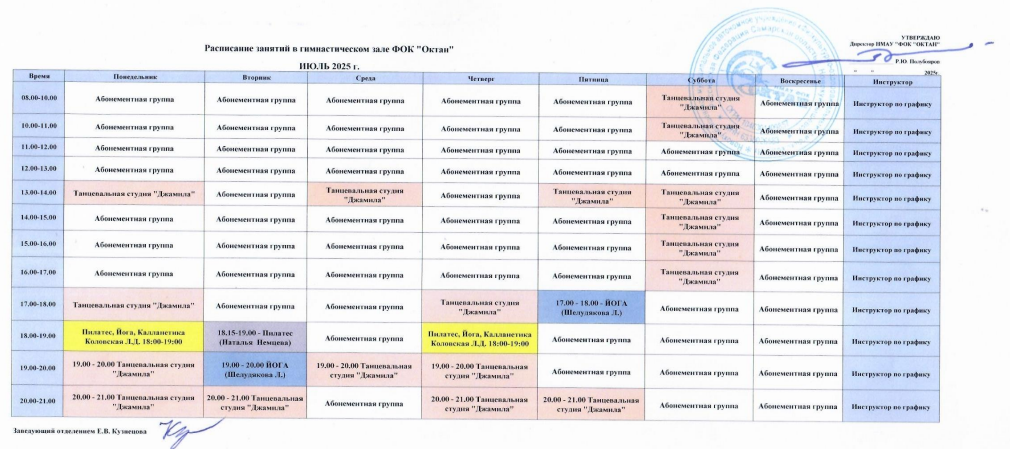 УТВЕРЖДАЮ
Директор НМАУ "ФОК "ОКТАН"
Р.Ю. Полубояров
" " 2025г.
Расписание занятий в гимнастическом зале ФОК "Октан"
ИЮЛЬ 2025 г.
Время Понедельник Вторник Среда Четверг Пятница Суббота Воскресенье Инструктор
08.00-10.00 Абонементная группа Абонементная группа Абонементная группа Абонементная группа Абонементная группа Танцевальная студия "Джамила" Абонементная группа Инструктор по графику
10.00-11.00 Абонементная группа Абонементная группа Абонементная группа Абонементная группа Абонементная группа Танцевальная студия "Джамила" Абонементная группа Инструктор по графику
11.00-12.00 Абонементная группа Абонементная группа Абонементная группа Абонементная группа Абонементная группа Абонементная группа Абонементная группа Инструктор по графику
12.00-13.00 Абонементная группа Абонементная группа Абонементная группа Абонементная группа Абонементная группа Абонементная группа Абонементная группа Инструктор по графику
13.00-14.00 Танцевальная студия "Джамила" Абонементная группа Танцевальная студия "Джамила" Абонементная группа Танцевальная студия "Джамила" Танцевальная студия "Джамила" Абонементная группа Инструктор по графику
14.00-15.00 Абонементная группа Абонементная группа Абонементная группа Абонементная группа Абонементная группа Танцевальная студия "Джамила" Абонементная группа Инструктор по графику
15.00-16.00 Абонементная группа Абонементная группа Абонементная группа Абонементная группа Абонементная группа Танцевальная студия "Джамила" Абонементная группа Инструктор по графику
16.00-17.00 Абонементная группа Абонементная группа Абонементная группа Абонементная группа Абонементная группа Танцевальная студия "Джамила" Абонементная группа Инструктор по графику
17.00-18.00 Танцевальная студия "Джамила" Абонементная группа Абонементная группа Танцевальная студия "Джамила" 17.00 - 18.00 - ЙОГА (Шелудякова Л.) Абонементная группа Абонементная группа Инструктор по графику
18.00-19.00 Пилатес, Йога, Калланетика Коловская Л.Д. 18:00-19:00 18.15-19.00 - Пилатес (Наталья Немцева) Абонементная группа Пилатес, Йога, Калланетика Коловская Л.Д. 18:00-19:00 Абонементная группа Абонементная группа Абонементная группа Инструктор по графику
19.00-20.00 19.00 - 20.00 Танцевальная студия "Джамила" 19.00 - 20.00 ЙОГА (Шелудякова Л.) 19.00 - 20.00 Танцевальная студия "Джамила" 19.00 - 20.00 Танцевальная студия "Джамила" Абонементная группа Абонементная группа Абонементная группа Инструктор по графику
20.00-21.00 20.00 - 21.00 Танцевальная студия "Джамила" 20.00 - 21.00 Танцевальная студия "Джамила" Абонементная группа 20.00 - 21.00 Танцевальная студия "Джамила" 20.00 - 21.00 Танцевальная студия "Джамила" Абонементная группа Абонементная группа Инструктор по графику
Заведующий отделением Е.В. Кузнецова